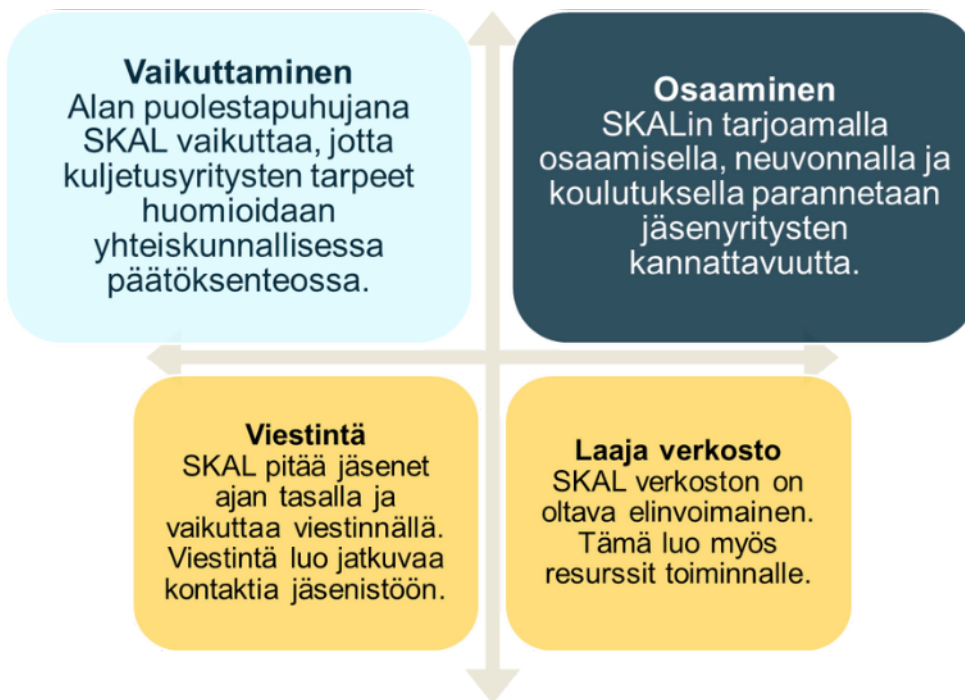 Vaikuttaminen
Alan puolestapuhujana
SKAL vaikuttaa, jotta
kuljetusyritysten tarpeet
huomioidaan
yhteiskunnallisessa
päätöksenteossa.
Osaaminen
SKALin tarjoamalla
osaamisella, neuvonnalla ja
koulutuksella parannetaan
jäsenyritysten
kannattavuutta.
Viestintä
SKAL pitää jäsenet
ajan tasalla ja
vaikuttaa viestinnällä.
Viestintä luo jatkuvaa
kontaktia jäsenistöön.
Laaja verkosto
SKAL verkoston on
oltava elinvoimainen.
Tämä luo myös
resurssit toiminnalle.